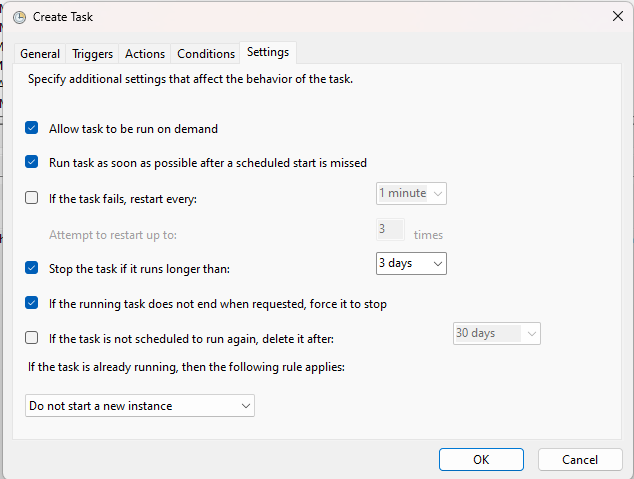 Create Task
General Triggers Actions Conditions Settings
Specify additional settings that affect the behavior of the task.
Allow task to be run on demand
Run task as soon as possible after a scheduled start is missed
If the task fails, restart every: 1 minute
Attempt to restart up to: 3 times
Stop the task if it runs longer than: 3 days
If the running task does not end when requested, force it to stop
If the task is not scheduled to run again, delete it after: 30 days
If the task is already running, then the following rule applies:
Do not start a new instance
OK Cancel